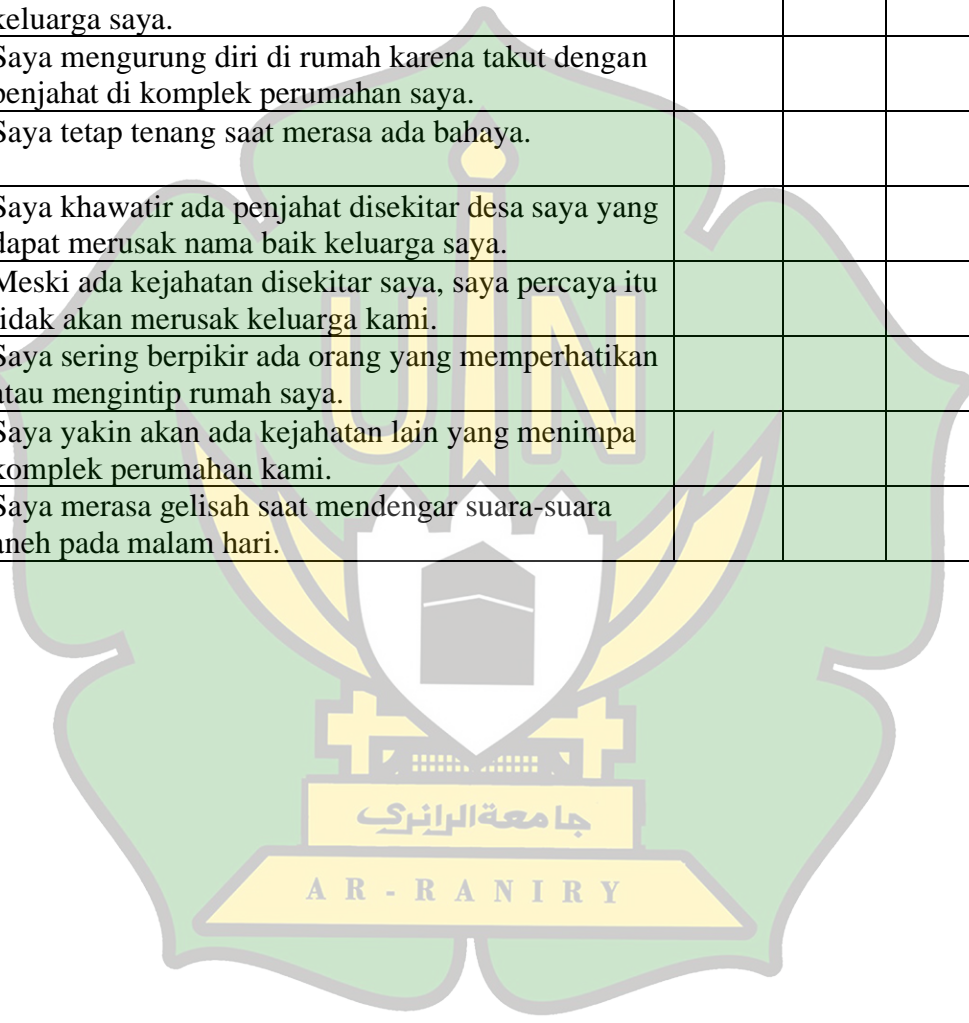 keluarga saya.
Saya mengurung diri di rumah karena takut dengan
penjahat di komplek perumahan saya.
Saya tetap tenang saat merasa ada bahaya.
Saya khawatir ada penjahat disekitar desa saya yang
dapat merusak nama baik keluarga saya.
Meski ada kejahatan disekitar saya, saya percaya itu
tidak akan merusak keluarga kami.
Saya sering berpikir ada orang yang memperhatikan
atau mengintip rumah saya.
Saya yakin akan ada kejahatan lain yang menimpa
komplek perumahan kami.
Saya merasa gelisah saat mendengar suara-suara
aneh pada malam hari.
UIN
جامعةالرانرك
AR-RANIRY